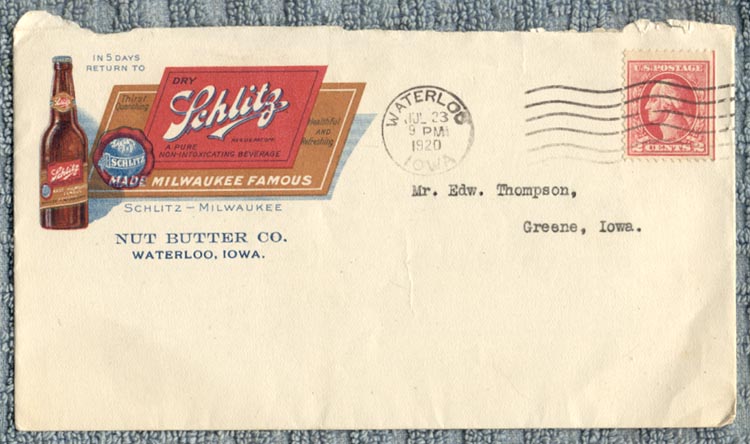 IN 5 DAYS
RETURN TO
DRY
Schlitz
Thirst
Quenching
Healthful
AND
Refreshing
A PURE
NON-INTOXICATING BEVERAGE
SCHLITZ
MADE MILWAUKEE FAMOUS
Schlitz
SCHLITZ – MILWAUKEE
NUT BUTTER CO.
WATERLOO, IOWA.
WATERLOO
JUL 23
9 PM
1920
IOWA
U.S. POSTAGE
2 CENTS 2
Mr. Edw. Thompson,
Greene, Iowa.